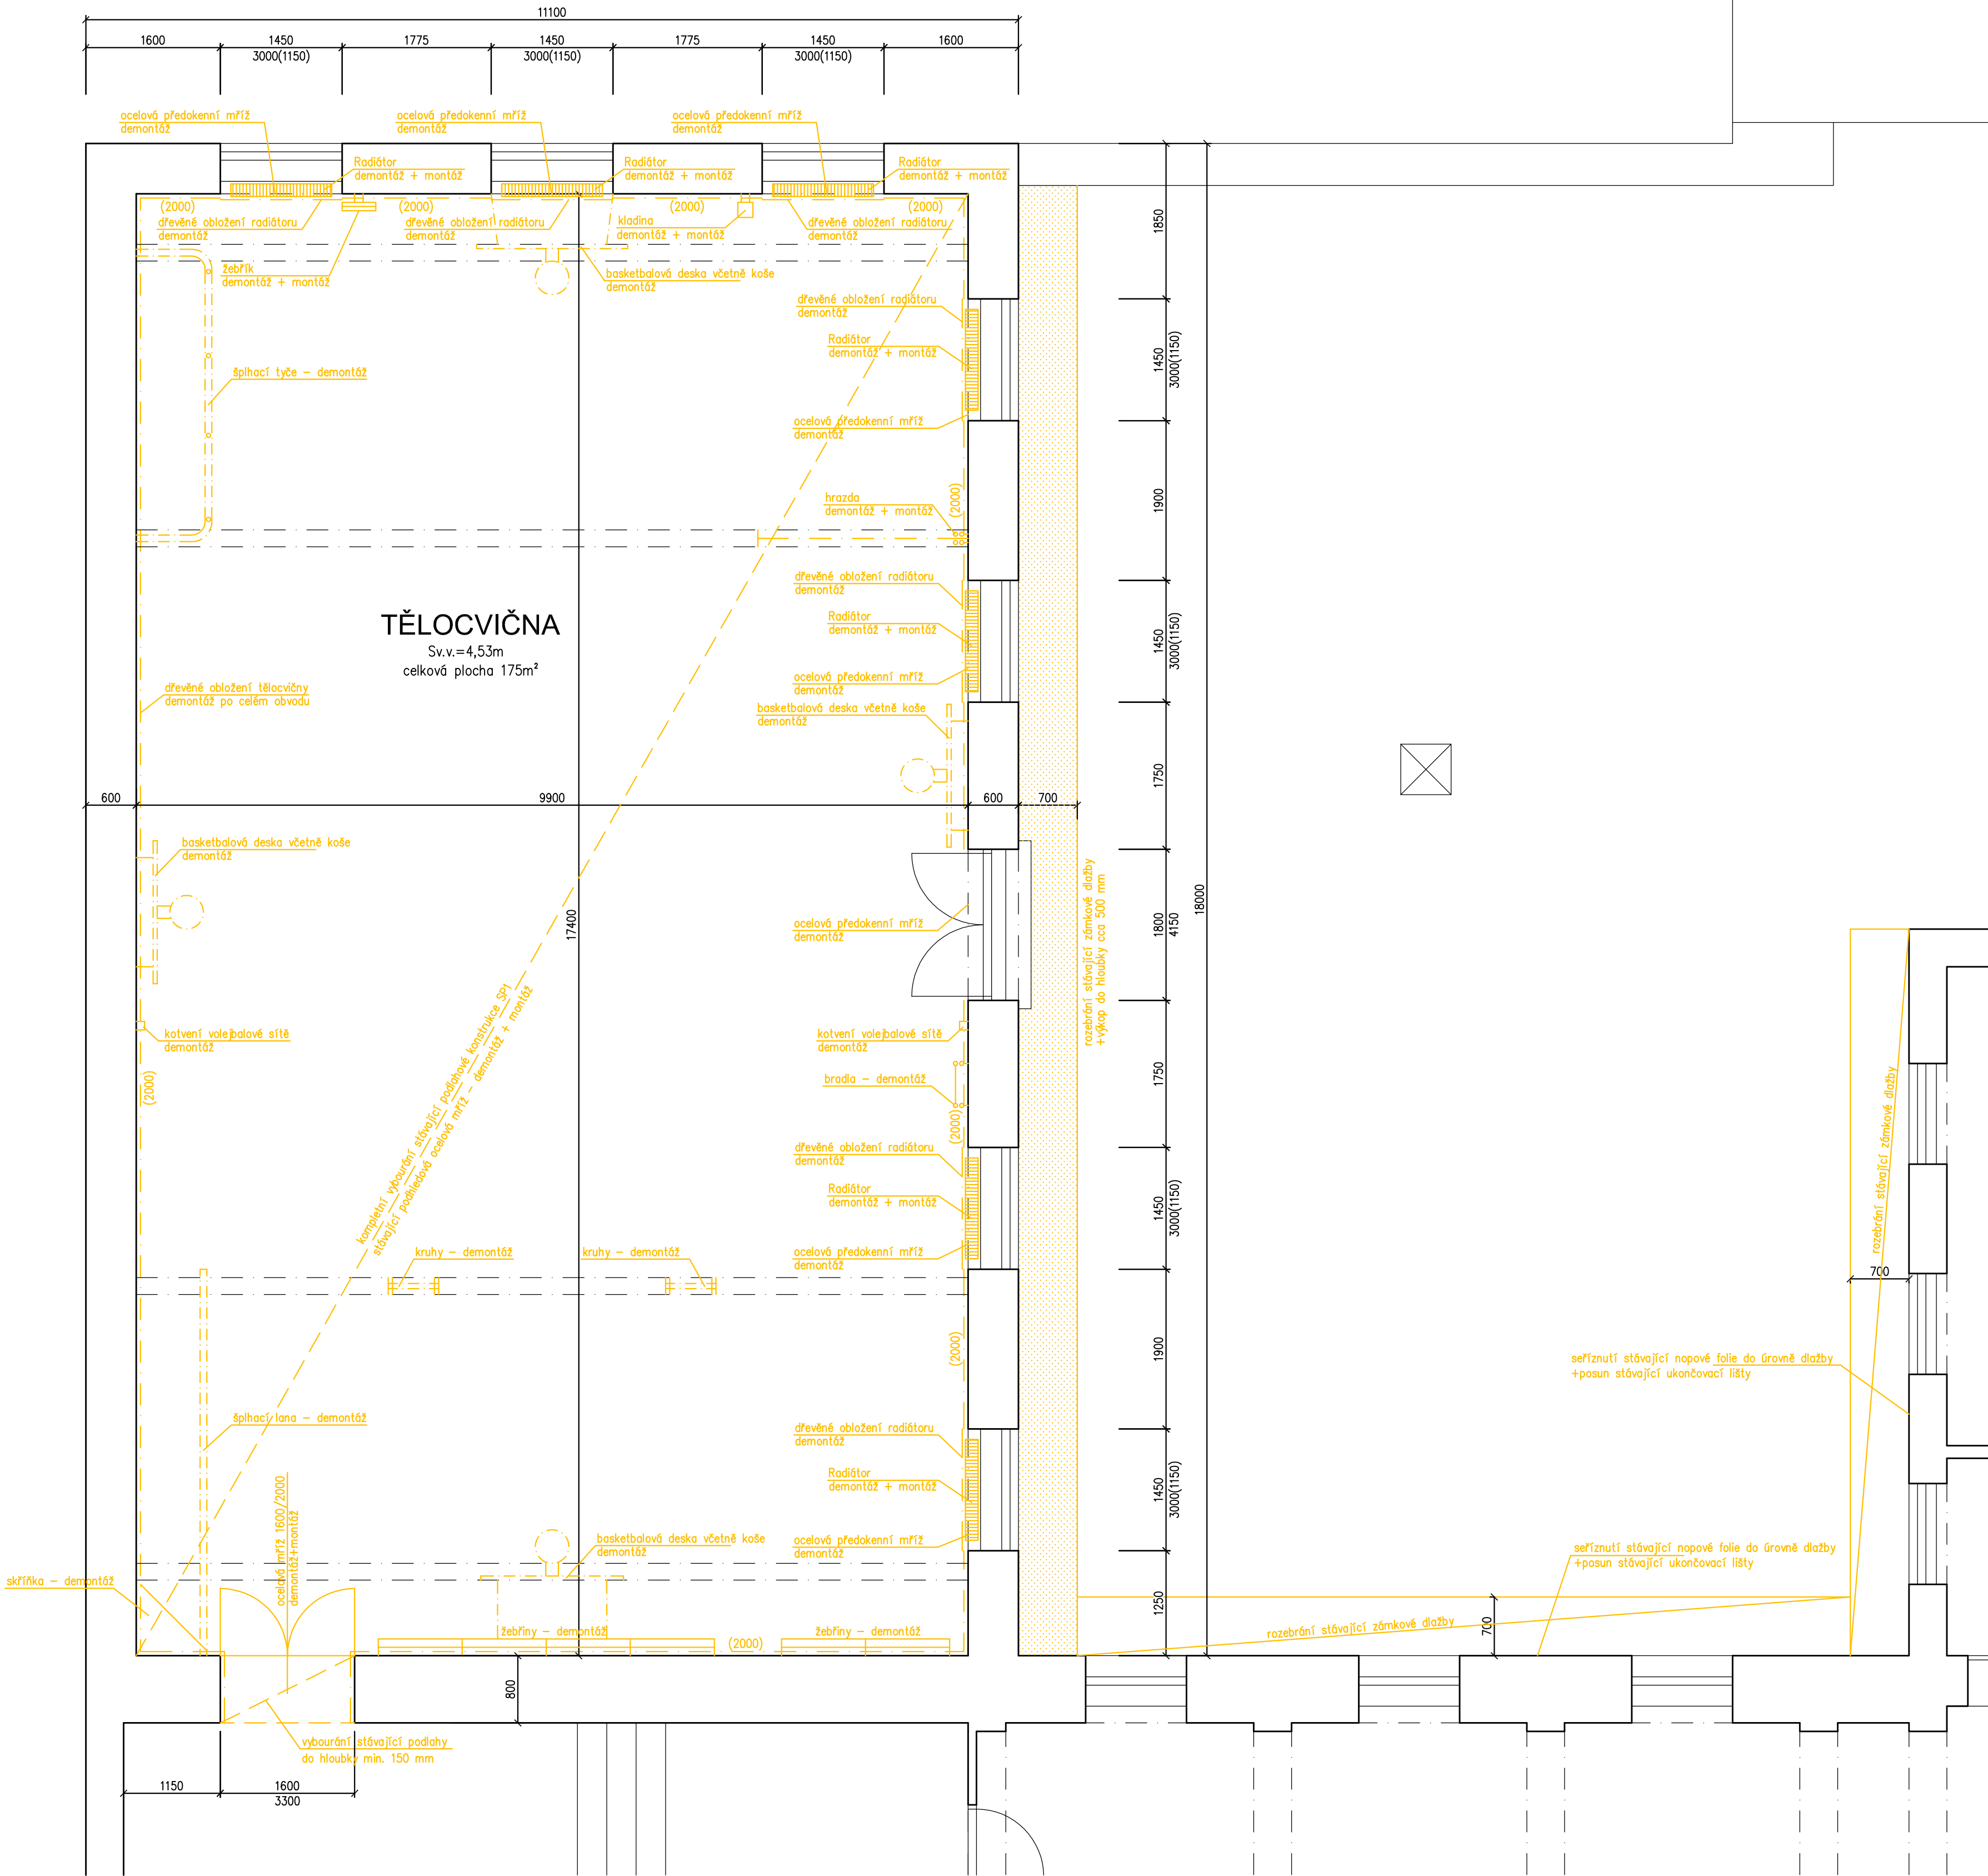 11100
1600 1450 1775 1450 1775 1450 1600
3000(1150) 3000(1150) 3000(1150)
ocelová předokenní mříž
demontáž
ocelová předokenní mříž
demontáž
ocelová předokenní mříž
demontáž
Radiátor
demontáž + montáž
Radiátor
demontáž + montáž
Radiátor
demontáž + montáž
(2000) (2000) (2000) (2000)
dřevěné obložení radiátoru
demontáž
dřevěné obložení radiátoru
demontáž
kladina
demontáž + montáž
dřevěné obložení radiátoru
demontáž
žebřík
demontáž + montáž
basketbalová deska včetně koše
demontáž
dřevěné obložení radiátoru
demontáž
Radiátor
demontáž + montáž
šplhací tyče – demontáž
ocelová předokenní mříž
demontáž
hrazda
demontáž + montáž
(2000)
dřevěné obložení radiátoru
demontáž
Radiátor
demontáž + montáž
TĚLOCVIČNA
Sv.v.=4,53m
celková plocha 175m²
ocelová předokenní mříž
demontáž
dřevěné obložení tělocvičny
demontáž po celém obvodu
basketbalová deska včetně koše
demontáž
600 9900 600 700
basketbalová deska včetně koše
demontáž
17400
ocelová předokenní mříž
demontáž
rozebrání stávající zámkové dlažby
+výkop do hloubky cca 500 mm
kotvení volejbalové sítě
demontáž
kotvení volejbalové sítě
demontáž
(2000)
bradla – demontáž
(2000)
kompletní vybourání stávající podlahové konstrukce SP1
stávající podhledová ocelová mříž – demontáž + montáž
dřevěné obložení radiátoru
demontáž
Radiátor
demontáž + montáž
kruhy – demontáž
kruhy – demontáž
ocelová předokenní mříž
demontáž
(2000)
šplhací lana – demontáž
dřevěné obložení radiátoru
demontáž
Radiátor
demontáž + montáž
ocelová mříž 1600/2000
demontáž+montáž
basketbalová deska včetně koše
demontáž
ocelová předokenní mříž
demontáž
skříňka – demontáž
žebřiny – demontáž
(2000)
žebřiny – demontáž
800
vybourání stávající podlahy
do hloubky min. 150 mm
1150 1600
3300
1850
1450
3000(1150)
1900
1450
3000(1150)
1750
1800
4150
1750
1450
3000(1150)
1900
1450
3000(1150)
1250
18000
rozebrání stávající zámkové dlažby
700
seříznutí stávající nopové folie do úrovně dlažby
+posun stávající ukončovací lišty
seříznutí stávající nopové folie do úrovně dlažby
+posun stávající ukončovací lišty
700
rozebrání stávající zámkové dlažby